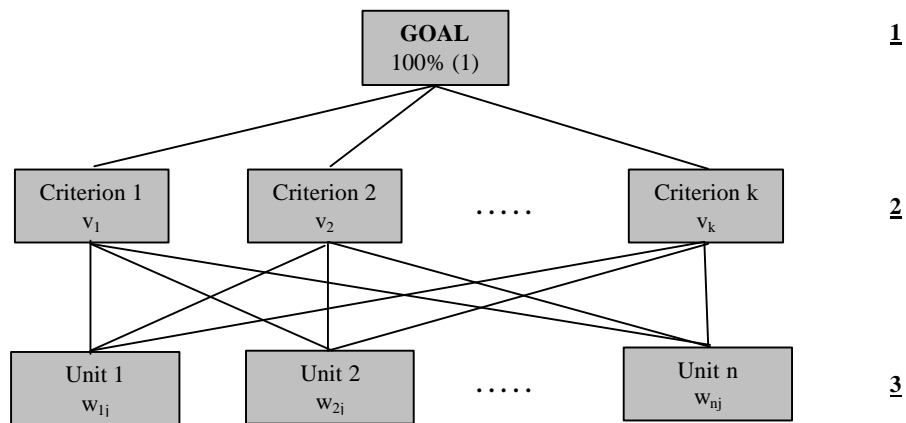 GOAL
100% (1)
1
Criterion 1
v₁
Criterion 2
v₂
.....
Criterion k
vₖ
2
Unit 1
w₁ⱼ
Unit 2
w₂ⱼ
.....
Unit n
wₙⱼ
3